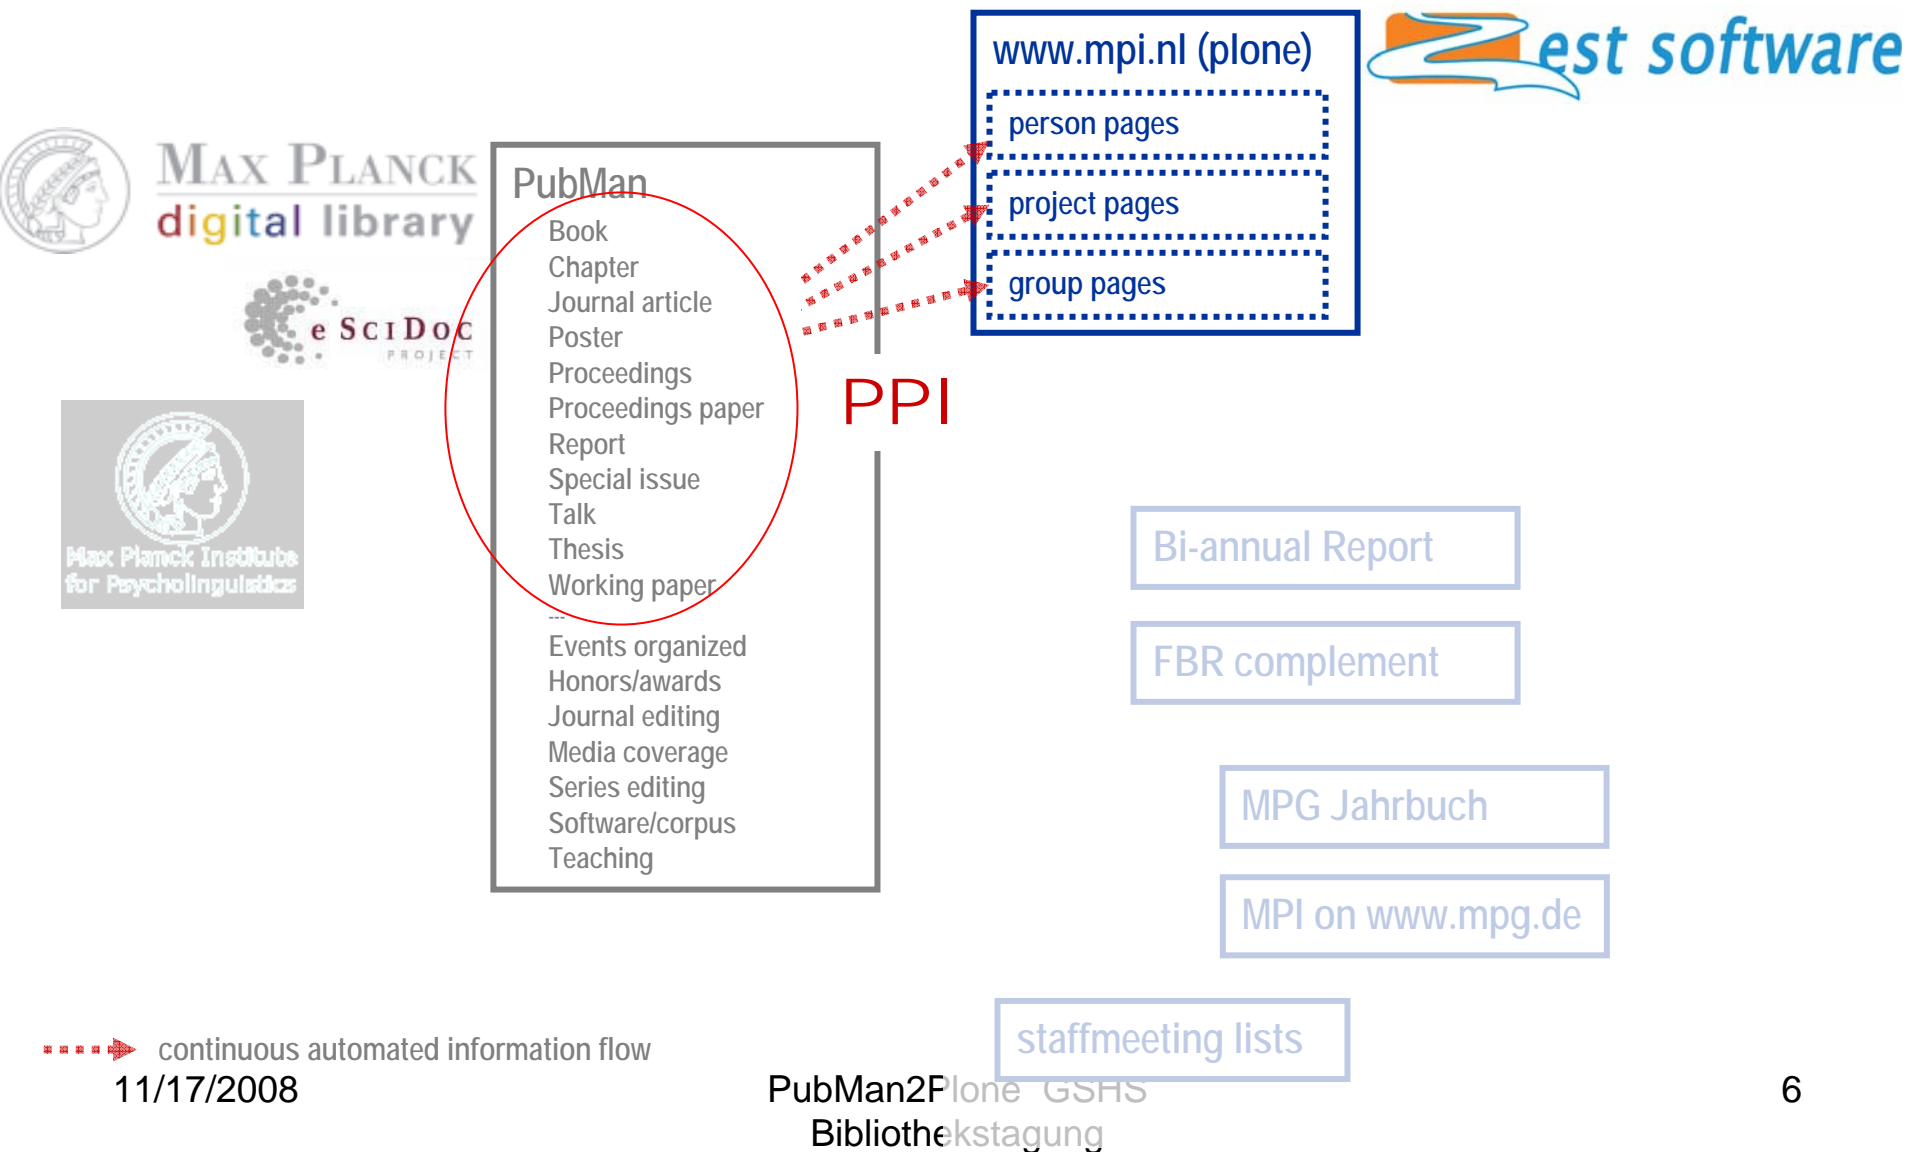 www.mpi.nl (plone)
est software
person pages
project pages
group pages
MAX PLANCK
digital library
e SCIDOC
PROJECT
Max Planck Institute
for Psycholinguistics
PubMan
Book
Chapter
Journal article
Poster
Proceedings
Proceedings paper
Report
Special issue
Talk
Thesis
Working paper
---
Events organized
Honors/awards
Journal editing
Media coverage
Series editing
Software/corpus
Teaching
PPI
Bi-annual Report
FBR complement
MPG Jahrbuch
MPI on www.mpg.de
staffmeeting lists
continuous automated information flow
11/17/2008
PubMan2Plone GSHS
Bibliothekstagung
6